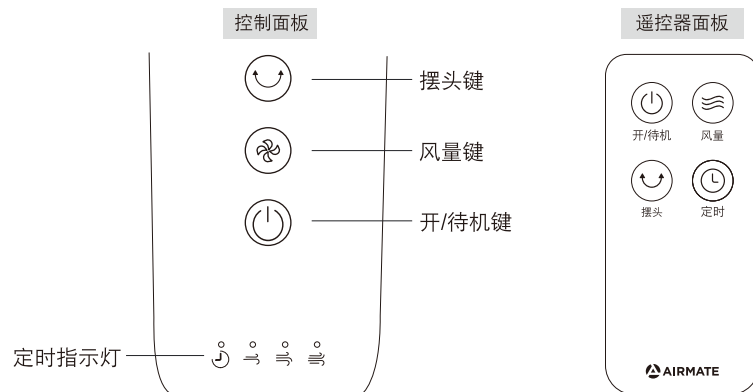 控制面板
摆头键
风量键
开/待机键
定时指示灯
遥控器面板
开/待机
风量
摆头
定时
AIRMATE